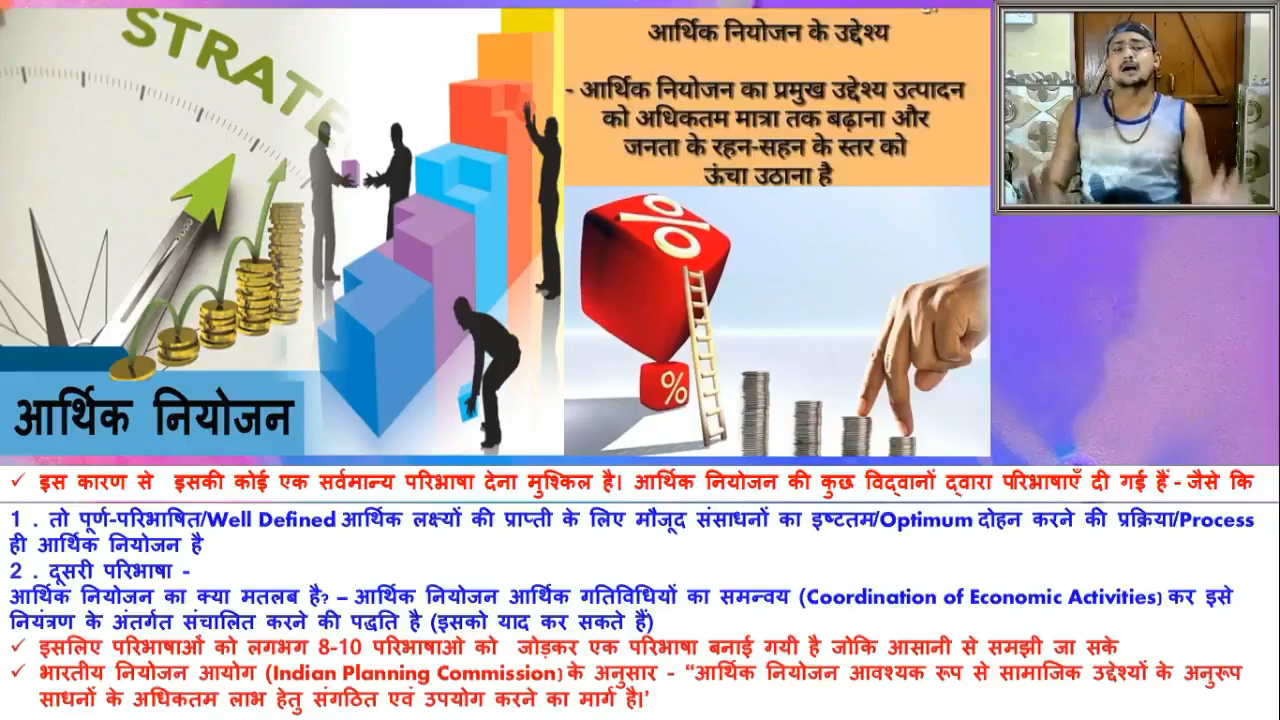 STRATE
आर्थिक नियोजन
आर्थिक नियोजन के उद्देश्य
- आर्थिक नियोजन का प्रमुख उद्देश्य उत्पादन
को अधिकतम मात्रा तक बढ़ाना और
जनता के रहन-सहन के स्तर को
ऊंचा उठाना है
%
%
✓ इस कारण से इसकी कोई एक सर्वमान्य परिभाषा देना मुश्किल है। आर्थिक नियोजन की कुछ विद्वानों द्वारा परिभाषाएँ दी गई हैं - जैसे कि
1 . तो पूर्ण-परिभाषित/Well Defined आर्थिक लक्ष्यों की प्राप्ती के लिए मौजूद संसाधनों का इष्टतम/Optimum दोहन करने की प्रक्रिया/Process
ही आर्थिक नियोजन है
2 . दूसरी परिभाषा -
आर्थिक नियोजन का क्या मतलब है? – आर्थिक नियोजन आर्थिक गतिविधियों का समन्वय (Coordination of Economic Activities) कर इसे
नियंत्रण के अंतर्गत संचालित करने की पद्धति है (इसको याद कर सकते हैं)
✓ इसलिए परिभाषाओं को लगभग 8-10 परिभाषाओ को जोड़कर एक परिभाषा बनाई गयी है जोकि आसानी से समझी जा सके
✓ भारतीय नियोजन आयोग (Indian Planning Commission) के अनुसार - “आर्थिक नियोजन आवश्यक रूप से सामाजिक उद्देश्यों के अनुरूप
साधनों के अधिकतम लाभ हेतु संगठित एवं उपयोग करने का मार्ग है।’